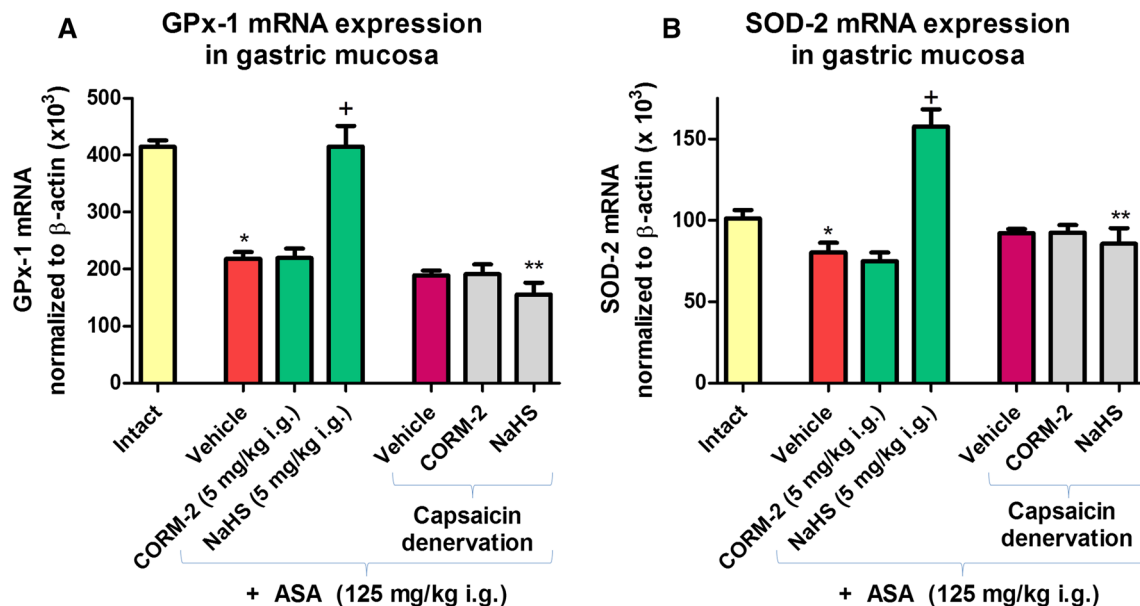 A
GPx-1 mRNA expression
in gastric mucosa
GPx-1 mRNA
normalized to β-actin (x10³)
500
400
300
200
100
0
*
+
**
Intact
Vehicle
CORM-2 (5 mg/kg i.g.)
NaHS (5 mg/kg i.g.)
Vehicle
CORM-2
NaHS
Capsaicin
denervation
+ ASA (125 mg/kg i.g.)
B
SOD-2 mRNA expression
in gastric mucosa
SOD-2 mRNA
normalized to β-actin (x 10³)
150
100
50
0
*
+
**
Intact
Vehicle
CORM-2 (5 mg/kg i.g.)
NaHS (5 mg/kg i.g.)
Vehicle
CORM-2
NaHS
Capsaicin
denervation
+ ASA (125 mg/kg i.g.)